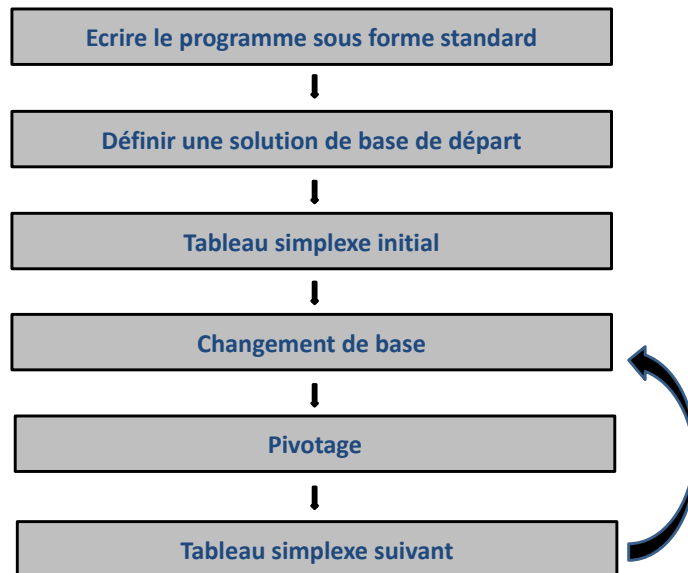 Ecrire le programme sous forme standard
Définir une solution de base de départ
Tableau simplexe initial
Changement de base
Pivotage
Tableau simplexe suivant